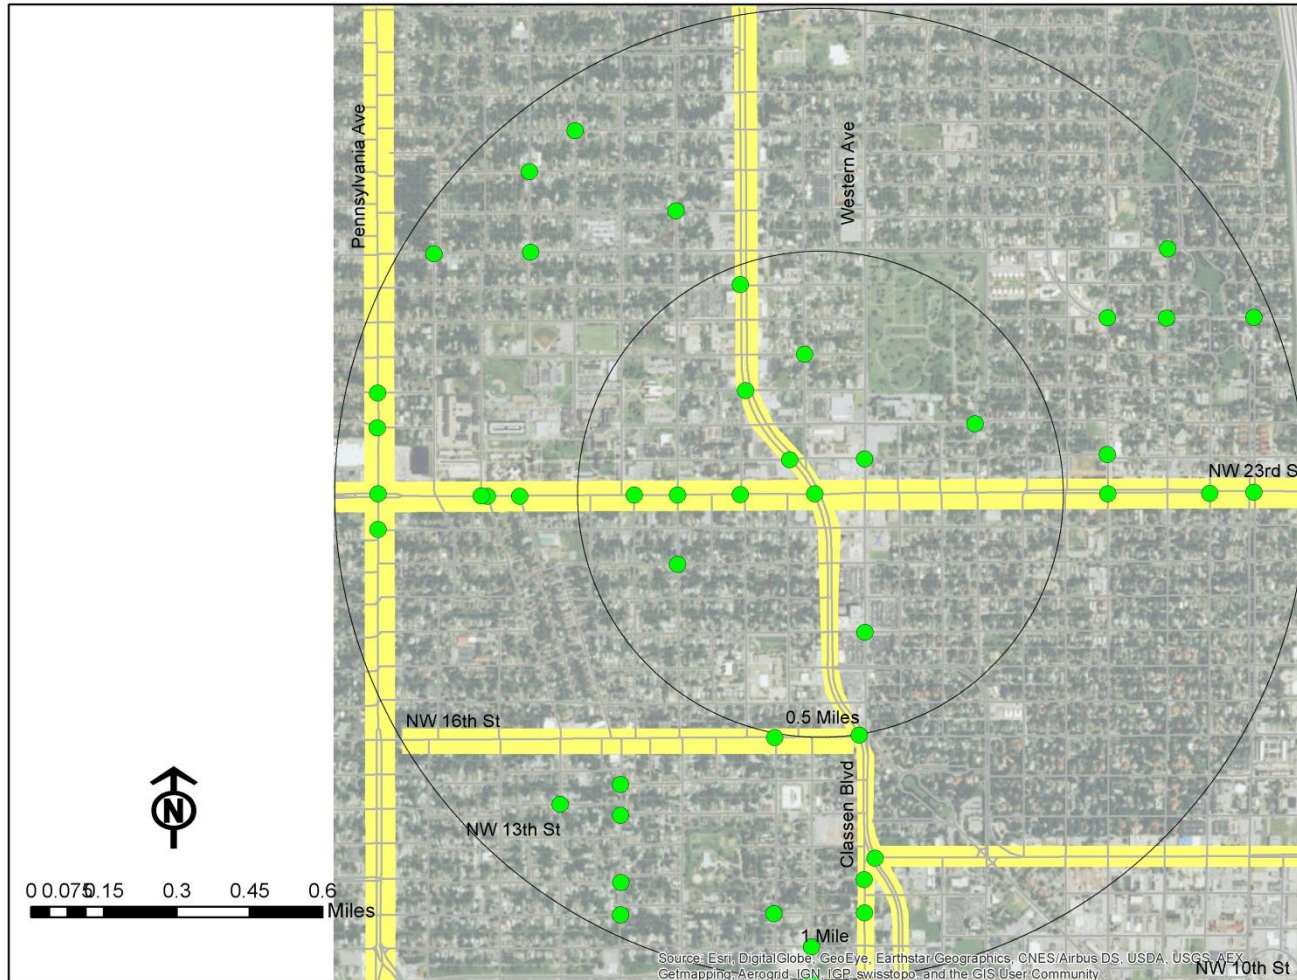 Pennsylvania Ave
Western Ave
NW 23rd S
0.5 Miles
NW 16th St
Classen Blvd
NW 13th St
N
0 0.075 0.15 0.3 0.45 0.6
Miles
1 Mile
Source: Esri, DigitalGlobe, GeoEye, Earthstar Geographics, CNES/Airbus DS, USDA, USGS, AEX,
Getmapping, Aerogrid, IGN, IGP, swisstopo, and the GIS User Community
NW 10th St